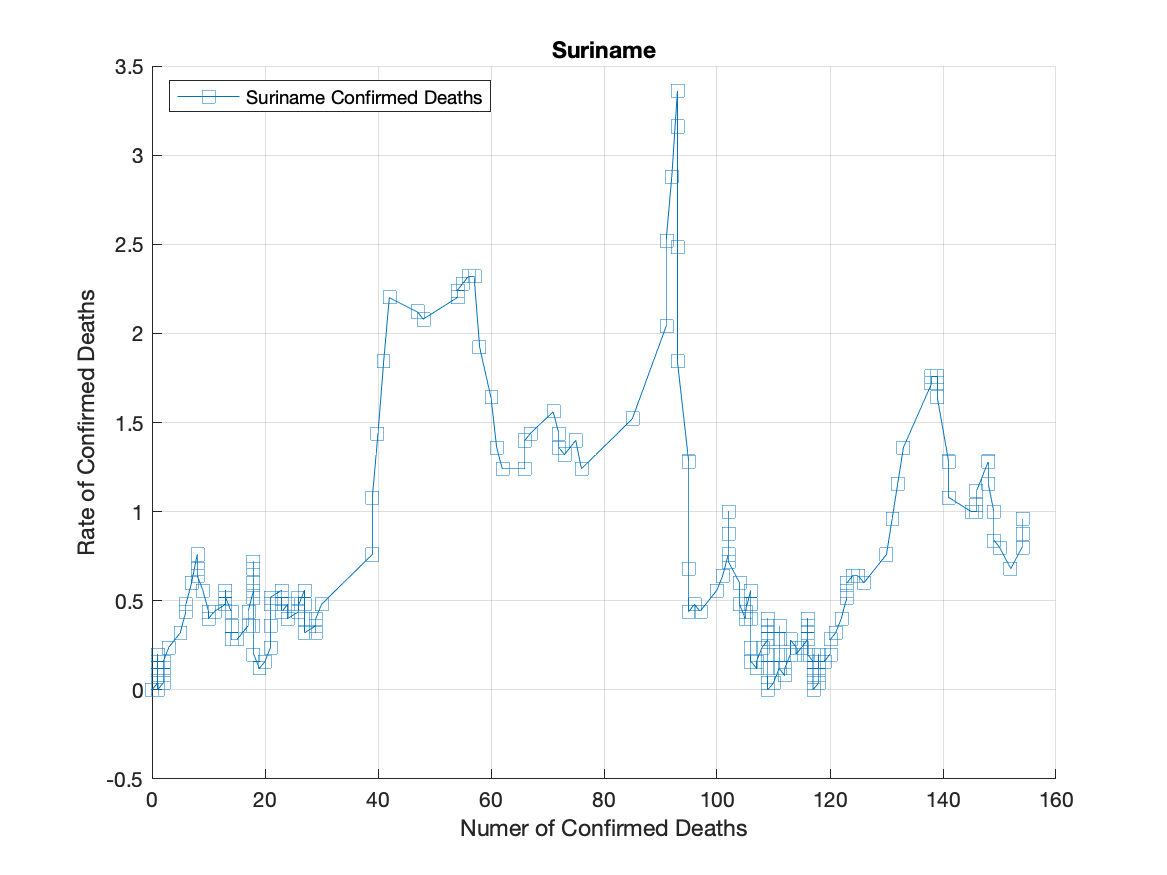 Suriname
Suriname Confirmed Deaths
3.5
3
2.5
2
1.5
1
0.5
0
-0.5
Rate of Confirmed Deaths
0 20 40 60 80 100 120 140 160
Numer of Confirmed Deaths